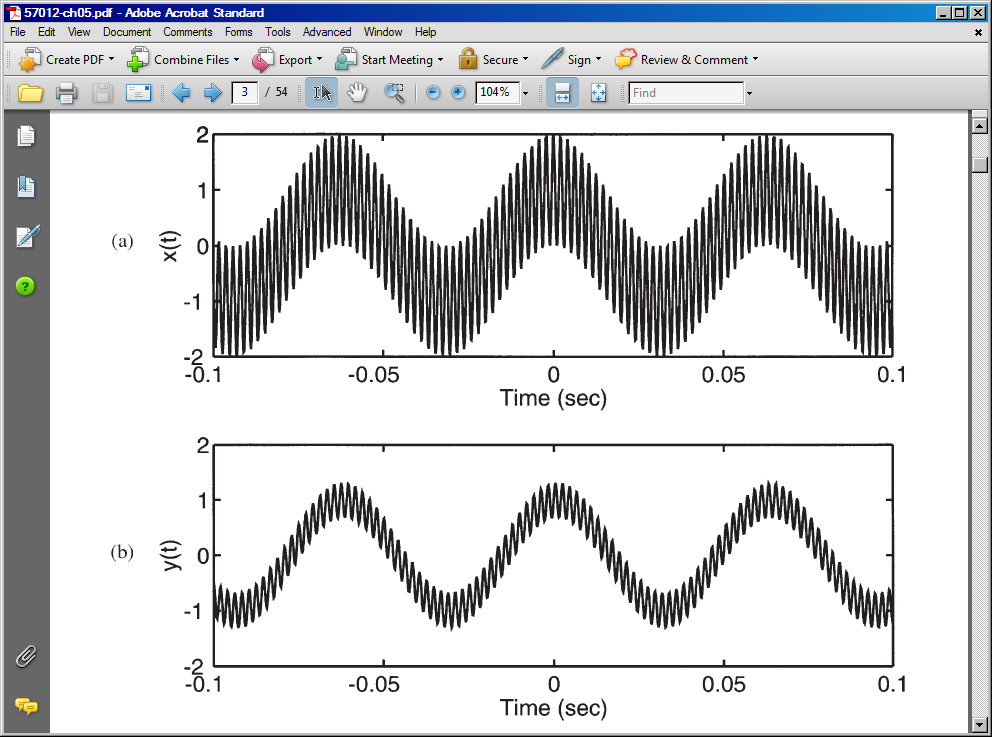 57012-ch05.pdf - Adobe Acrobat Standard
File Edit View Document Comments Forms Tools Advanced Window Help
Create PDF Combine Files Export Start Meeting Secure Sign Review & Comment
3 / 54 104% Find
2
1
0
-1
-2
(a) x(t)
-0.1 -0.05 0 0.05 0.1
Time (sec)
2
1
0
-1
-2
(b) y(t)
-0.1 -0.05 0 0.05 0.1
Time (sec)